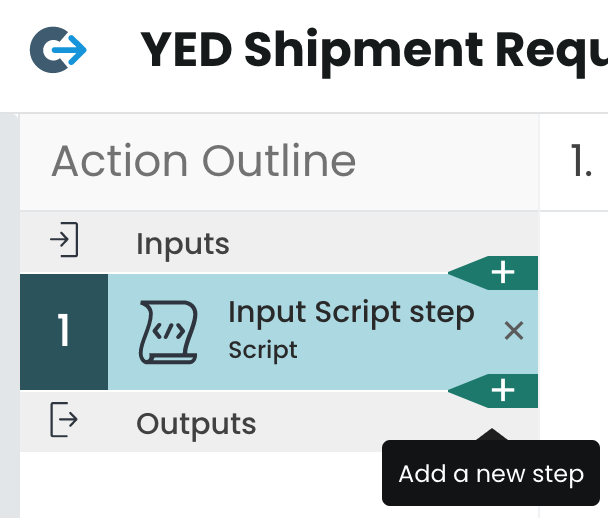 YED Shipment Requ
Action Outline
1.
Inputs
1
Input Script step
Script
Outputs
Add a new step